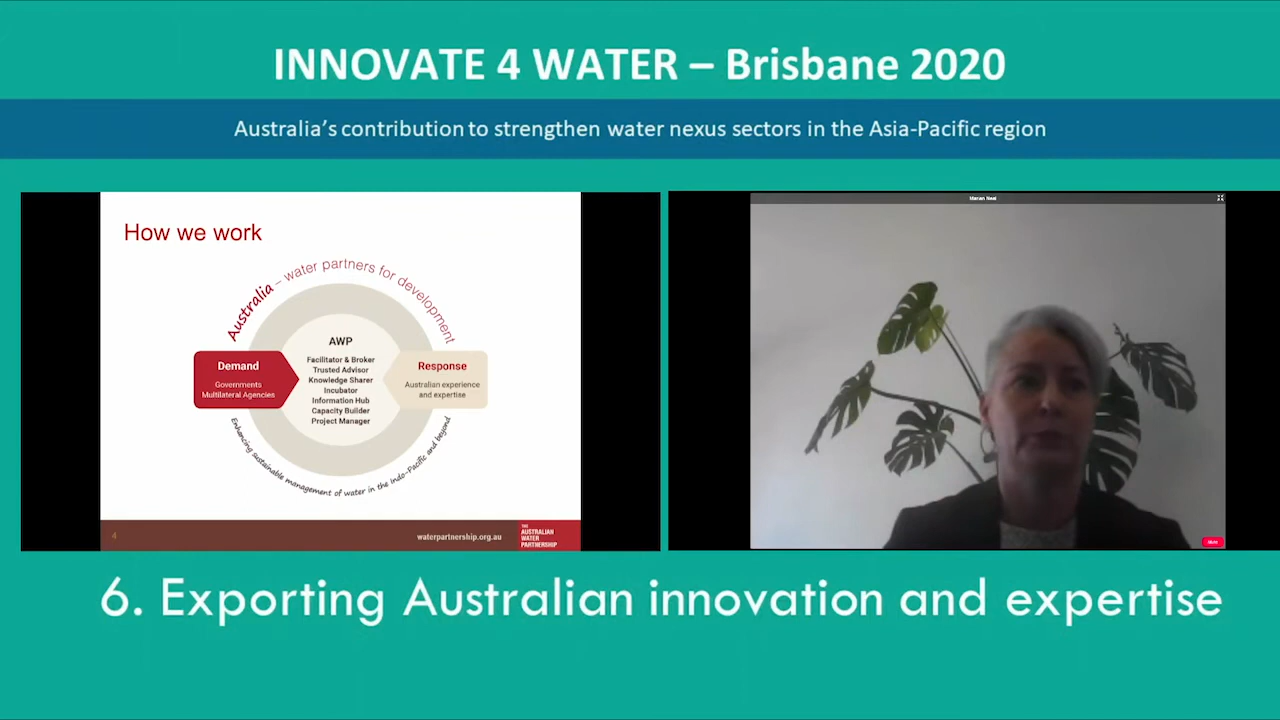 INNOVATE 4 WATER – Brisbane 2020
Australia's contribution to strengthen water nexus sectors in the Asia-Pacific region
How we work
Australia – water partners for development
AWP
Facilitator & Broker
Trusted Advisor
Knowledge Sharer
Incubator
Information Hub
Capacity Builder
Project Manager
Demand
Governments
Multilateral Agencies
Response
Australian experience
and expertise
Enhancing sustainable management of water in the Indo-Pacific and beyond
4
waterpartnership.org.au
THE
AUSTRALIAN
WATER
PARTNERSHIP
Marian Neal
6. Exporting Australian innovation and expertise